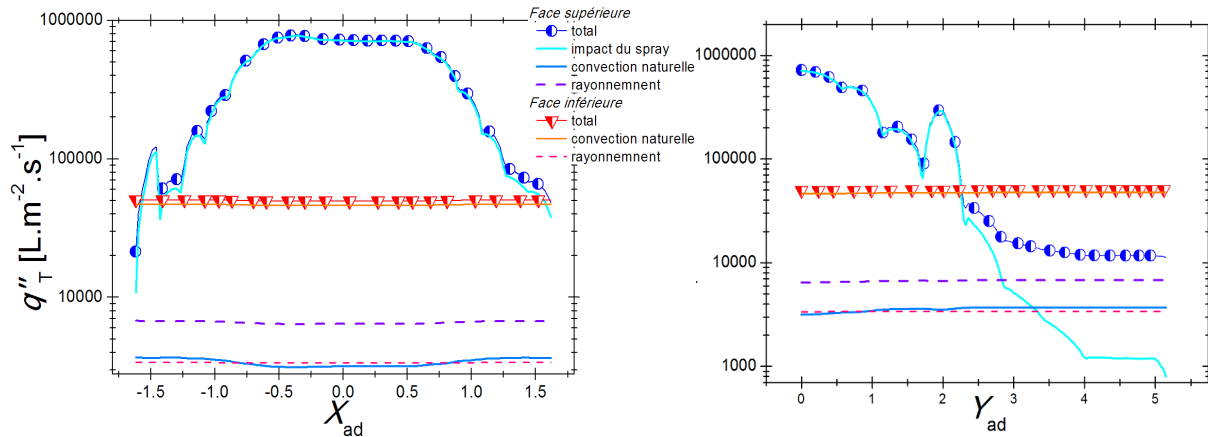 Face supérieure
total
impact du spray
convection naturelle
rayonnemnent
Face inférieure
total
convection naturelle
rayonnemnent
q″T [L.m-2.s-1]
1000000
100000
10000
-1.5 -1.0 -0.5 0.0 0.5 1.0 1.5
Xad
1000000
100000
10000
1000
0 1 2 3 4 5
Yad